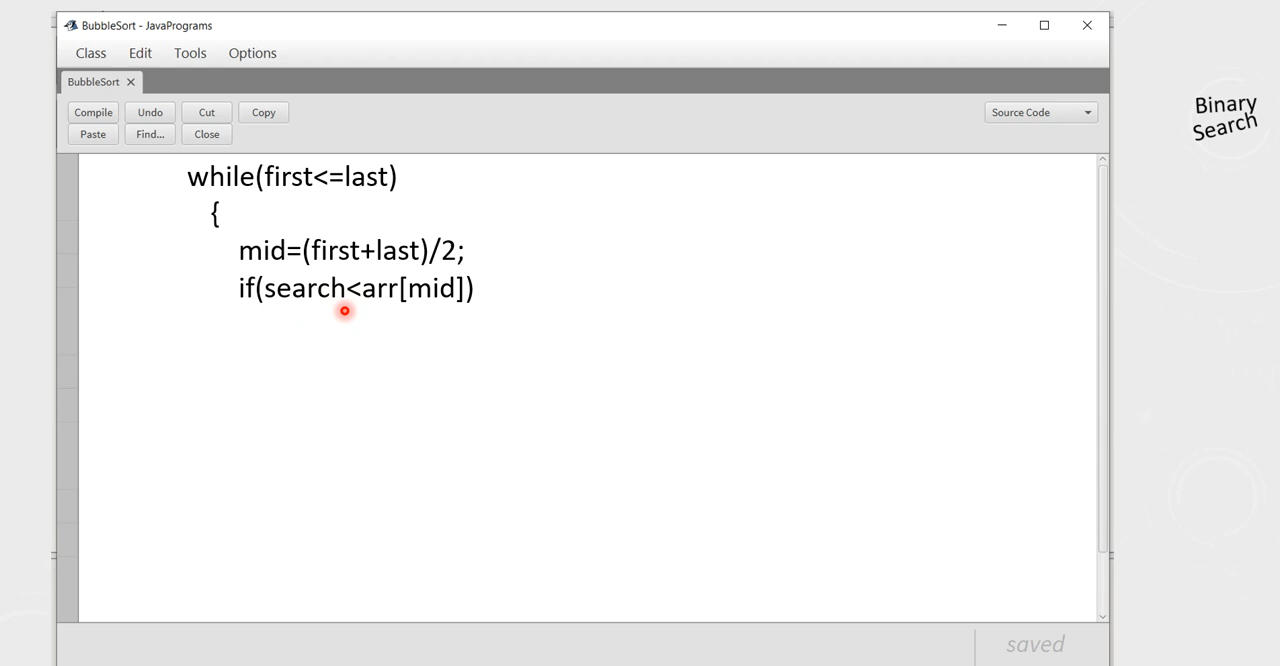 BubbleSort - JavaPrograms
Class Edit Tools Options
BubbleSort
Compile Undo Cut Copy Source Code
Paste Find... Close
Binary
Search
while(first<=last)
{
mid=(first+last)/2;
if(search<arr[mid])
saved